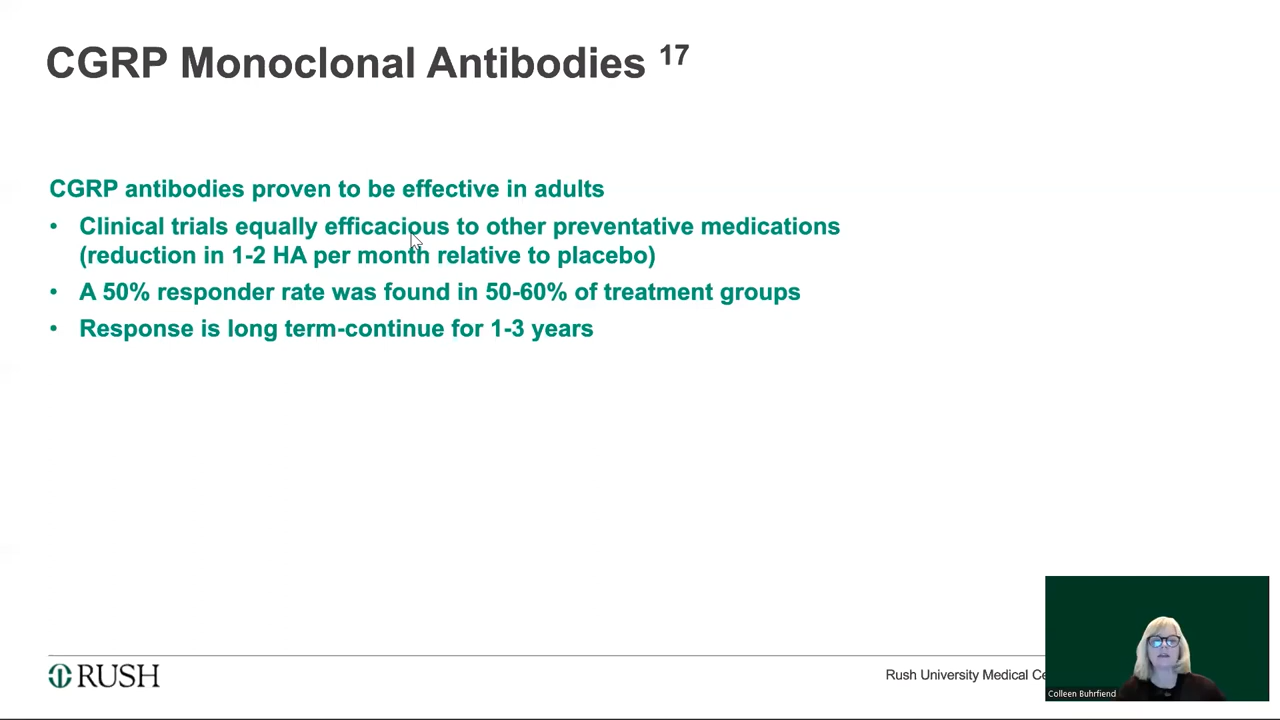 CGRP Monoclonal Antibodies 17
CGRP antibodies proven to be effective in adults
• Clinical trials equally efficacious to other preventative medications
(reduction in 1-2 HA per month relative to placebo)
• A 50% responder rate was found in 50-60% of treatment groups
• Response is long term-continue for 1-3 years
RUSH
Rush University Medical
Colleen Buhrfiend